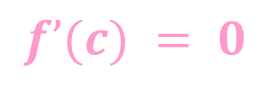 f’(c) = 0